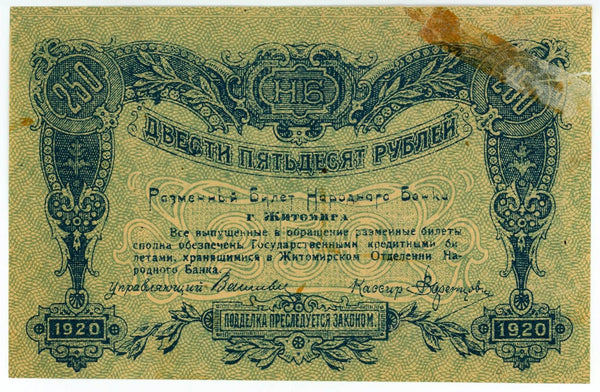 250 НБ 250
ДВЕСТИ ПЯТЬДЕСЯТ РУБЛЕЙ
Разменный Билет Народного Банка
г. Житомира
Все выпущенные в обращение разменные билеты
сполна обеспечены Государственными кредитными би
летами, хранящимися в Житомирском Отделении На-
родного Банка.
Управляющий Кассир
1920 ПОДДЕЛКА ПРЕСЛЕДУЕТСЯ ЗАКОНОМ. 1920